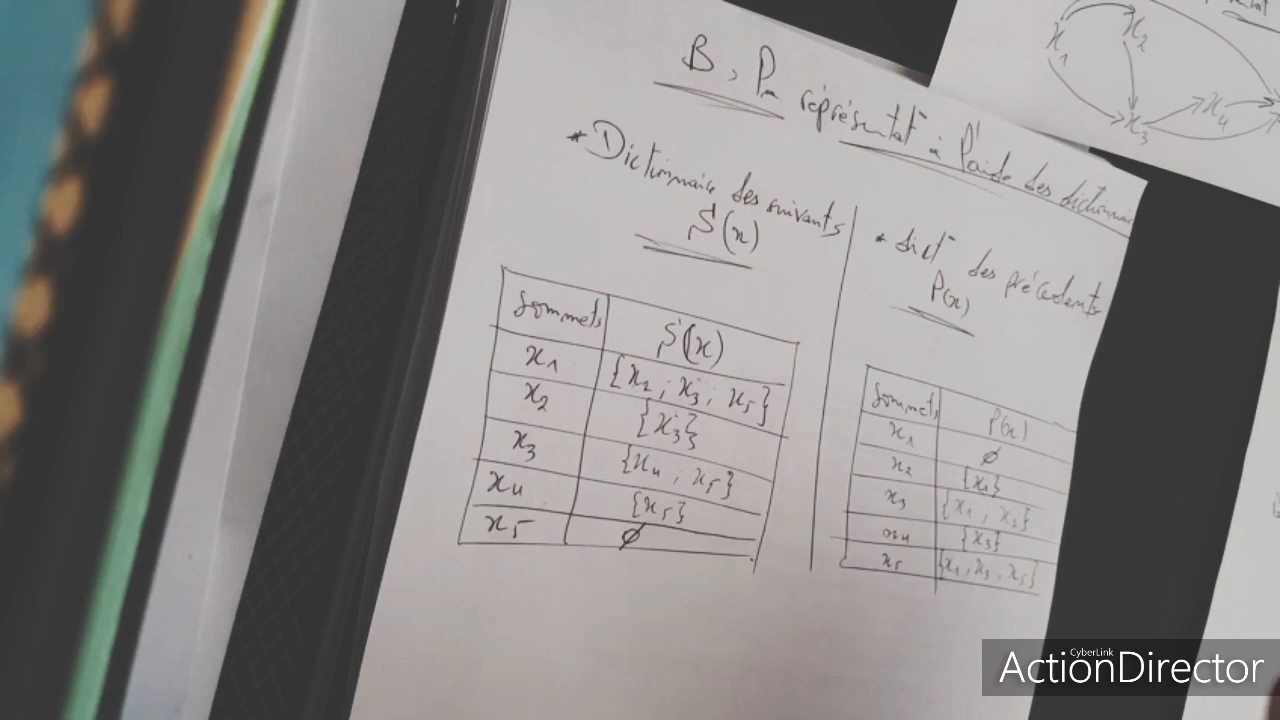 B, La représentat° à l'aide des dictionnair
* Dictionnaire des suivants
S(x)
sommets S(x)
x1 {x2 ; x3 ; x5}
x2 {x3}
x3 {x4 , x5}
x4 {x5}
x5 ∅
* dict° des précédents
P(x)
sommets P(x)
x1 ∅
x2 {x1}
x3 {x1 , x2}
x4 {x3}
x5 {x1 , x3 , x5}
x1 x2
x3 x4
CyberLink
ActionDirector